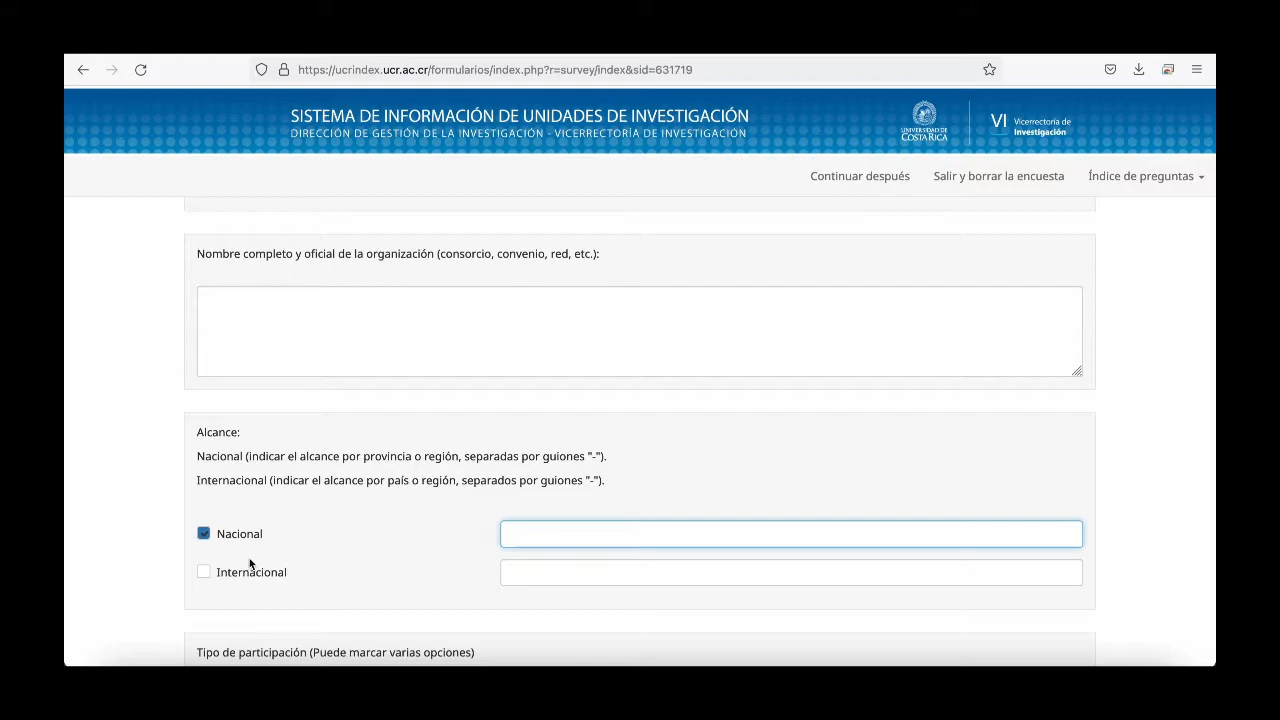 https://ucrindex.ucr.ac.cr/formularios/index.php?r=survey/index&sid=631719
SISTEMA DE INFORMACIÓN DE UNIDADES DE INVESTIGACIÓN
DIRECCIÓN DE GESTIÓN DE LA INVESTIGACIÓN - VICERRECTORÍA DE INVESTIGACIÓN
UNIVERSIDAD DE
COSTA RICA
VI Vicerrectoría de
Investigación
Continuar después Salir y borrar la encuesta Índice de preguntas
Nombre completo y oficial de la organización (consorcio, convenio, red, etc.):
Alcance:
Nacional (indicar el alcance por provincia o región, separadas por guiones "-").
Internacional (indicar el alcance por país o región, separados por guiones "-").
Nacional
Internacional
Tipo de participación (Puede marcar varias opciones)